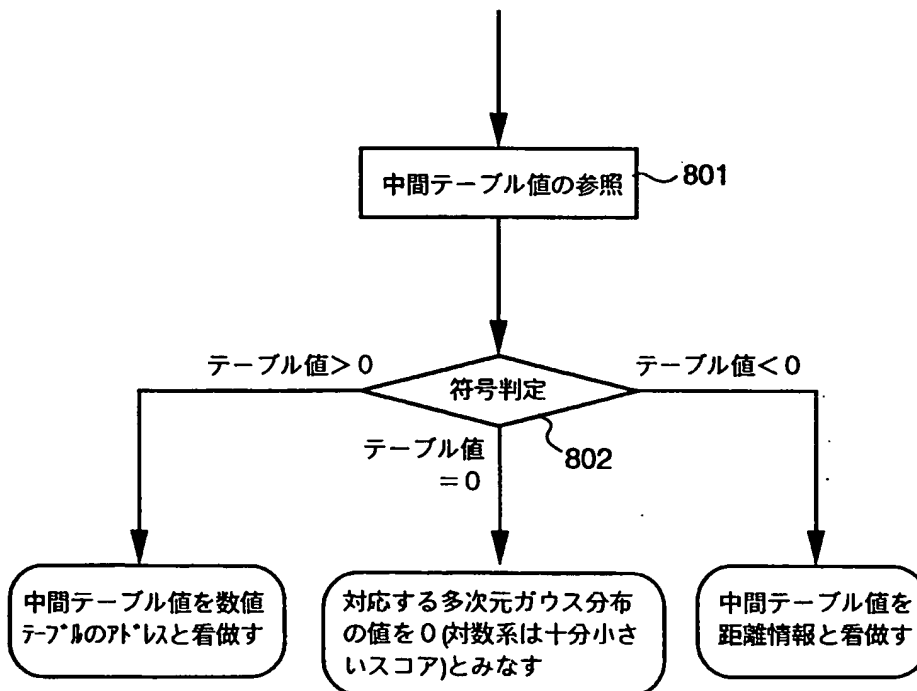 中間テーブル値の参照
801
テーブル値＞０
符号判定
テーブル値＜０
テーブル値
＝０
802
中間テーブル値を数値
ﾃｰﾌﾞﾙのｱﾄﾞﾚｽと看做す
対応する多次元ガウス分布
の値を０(対数系は十分小さ
いスコア)とみなす
中間テーブル値を
距離情報と看做す